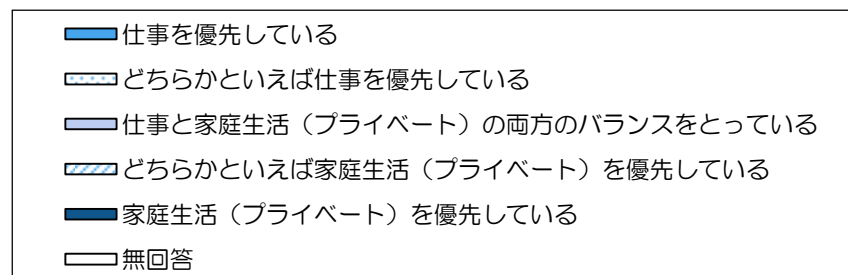 仕事を優先している
どちらかといえば仕事を優先している
仕事と家庭生活（プライベート）の両方のバランスをとっている
どちらかといえば家庭生活（プライベート）を優先している
家庭生活（プライベート）を優先している
無回答